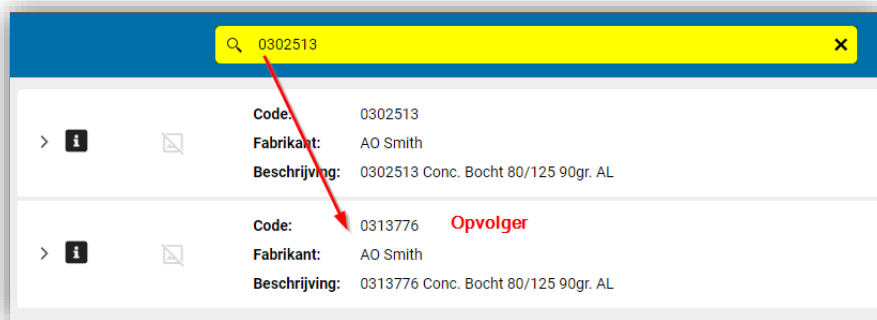 0302513
Code: 0302513
Fabrikant: AO Smith
Beschrijving: 0302513 Conc. Bocht 80/125 90gr. AL
Code: 0313776 Opvolger
Fabrikant: AO Smith
Beschrijving: 0313776 Conc. Bocht 80/125 90gr. AL